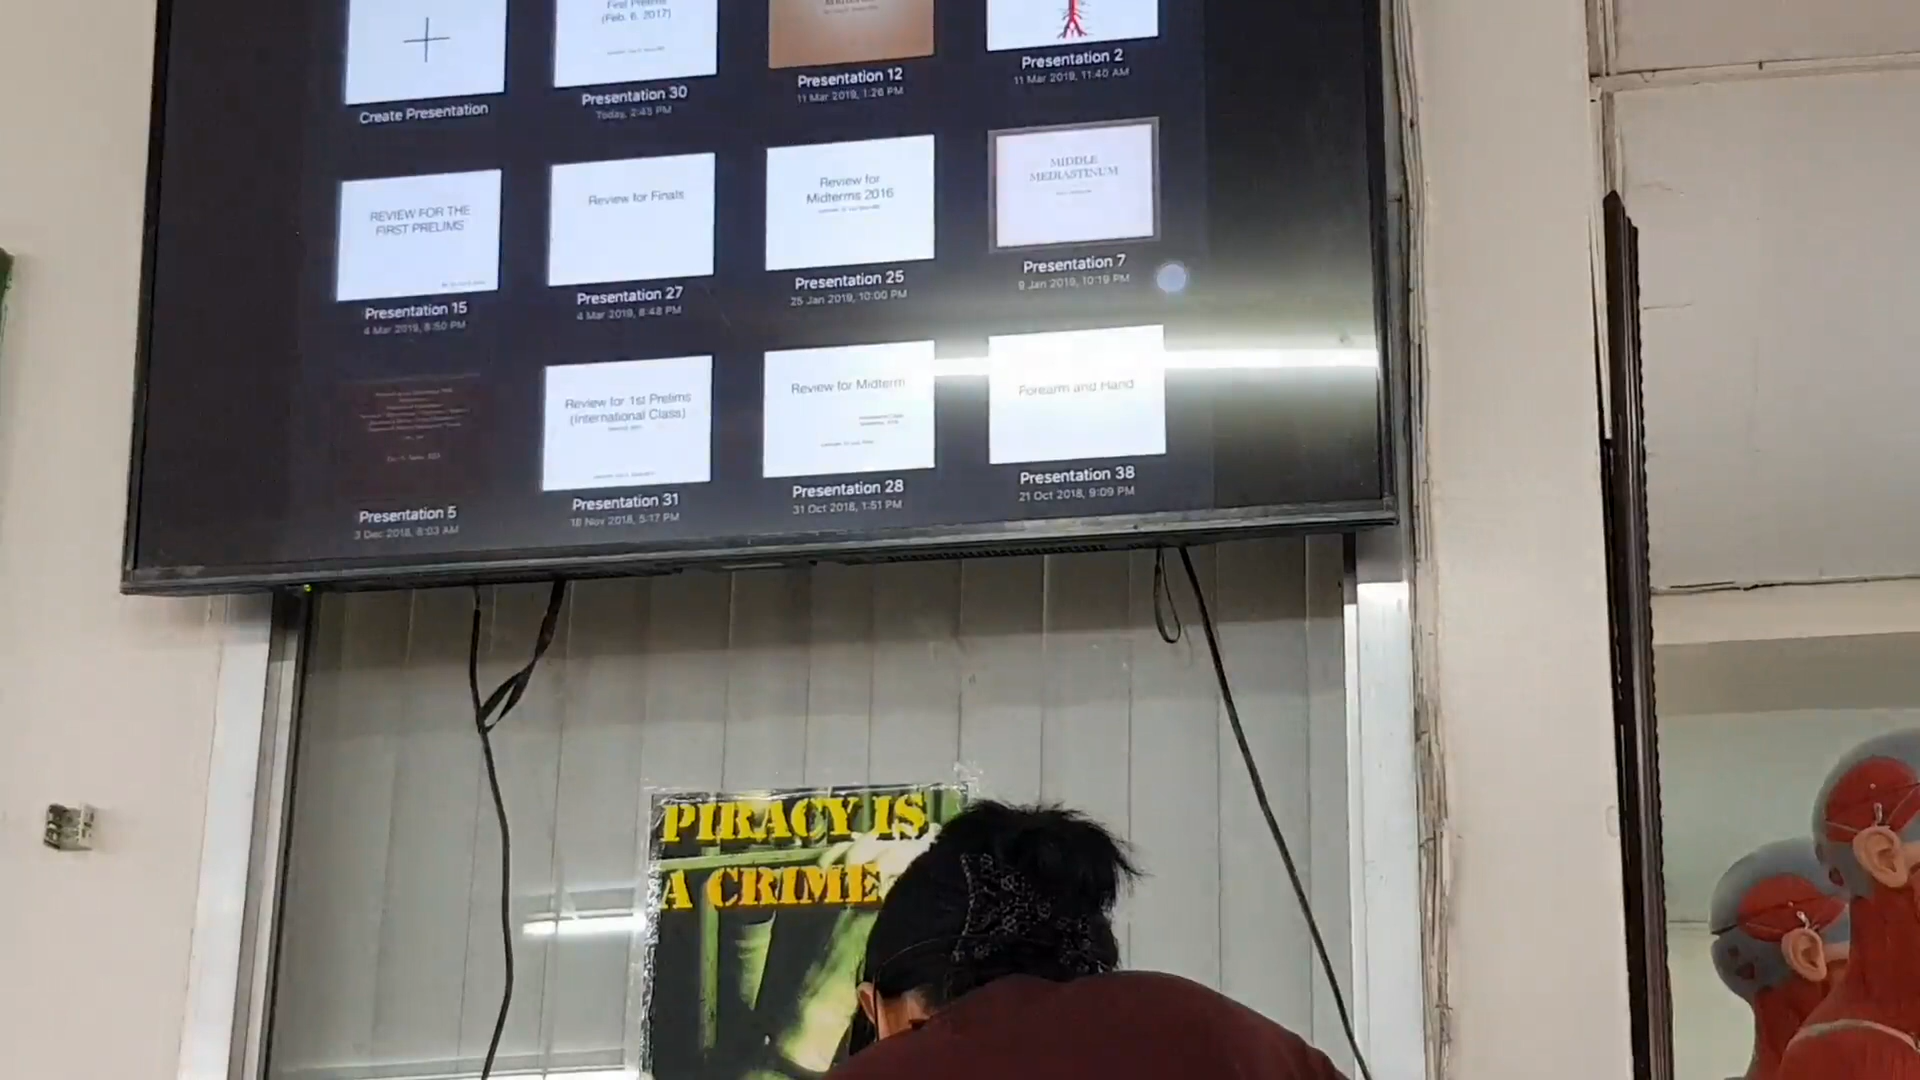 First Prelims
(Feb. 6, 2017)
Create Presentation
Presentation 30
Today, 2:43 PM
Presentation 12
11 Mar 2019, 1:26 PM
Presentation 2
11 Mar 2019, 11:40 AM
REVIEW FOR THE
FIRST PRELIMS
Presentation 15
4 Mar 2019, 8:50 PM
Review for Finals
Presentation 27
4 Mar 2019, 8:48 PM
Review for
Midterms 2016
Presentation 25
25 Jan 2019, 10:00 PM
MIDDLE
MEDIASTINUM
Presentation 7
9 Jan 2019, 10:19 PM
Presentation 5
3 Dec 2018, 8:03 AM
Review for 1st Prelims
(International Class)
Presentation 31
18 Nov 2018, 5:17 PM
Review for Midterm
Presentation 28
31 Oct 2018, 1:51 PM
Forearm and Hand
Presentation 38
21 Oct 2018, 9:09 PM
PIRACY IS
A CRIME